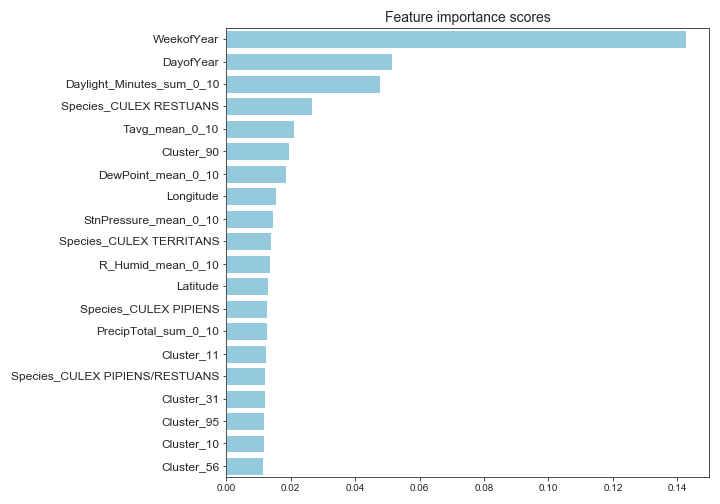 Feature importance scores
WeekofYear
DayofYear
Daylight_Minutes_sum_0_10
Species_CULEX RESTUANS
Tavg_mean_0_10
Cluster_90
DewPoint_mean_0_10
Longitude
StnPressure_mean_0_10
Species_CULEX TERRITANS
R_Humid_mean_0_10
Latitude
Species_CULEX PIPIENS
PrecipTotal_sum_0_10
Cluster_11
Species_CULEX PIPIENS/RESTUANS
Cluster_31
Cluster_95
Cluster_10
Cluster_56
0.00 0.02 0.04 0.06 0.08 0.10 0.12 0.14